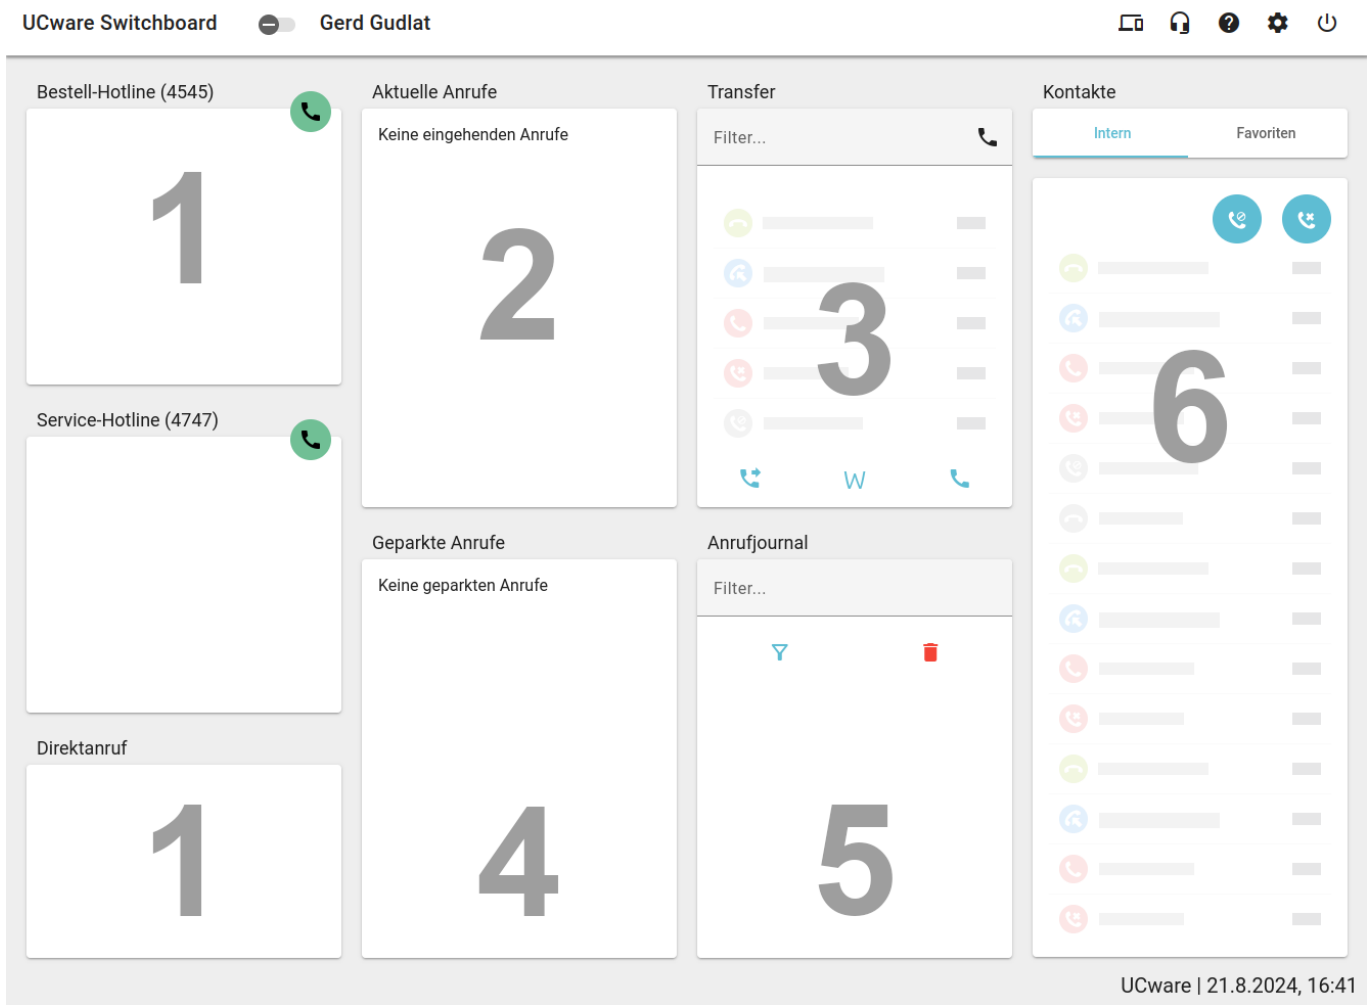 UCware Switchboard
Gerd Gudlat
Bestell-Hotline (4545)
1
Service-Hotline (4747)
Direktanruf
1
Aktuelle Anrufe
Keine eingehenden Anrufe
2
Geparkte Anrufe
Keine geparkten Anrufe
4
Transfer
Filter...
3
W
Anrufjournal
Filter...
5
Kontakte
Intern
Favoriten
6
UCware | 21.8.2024, 16:41